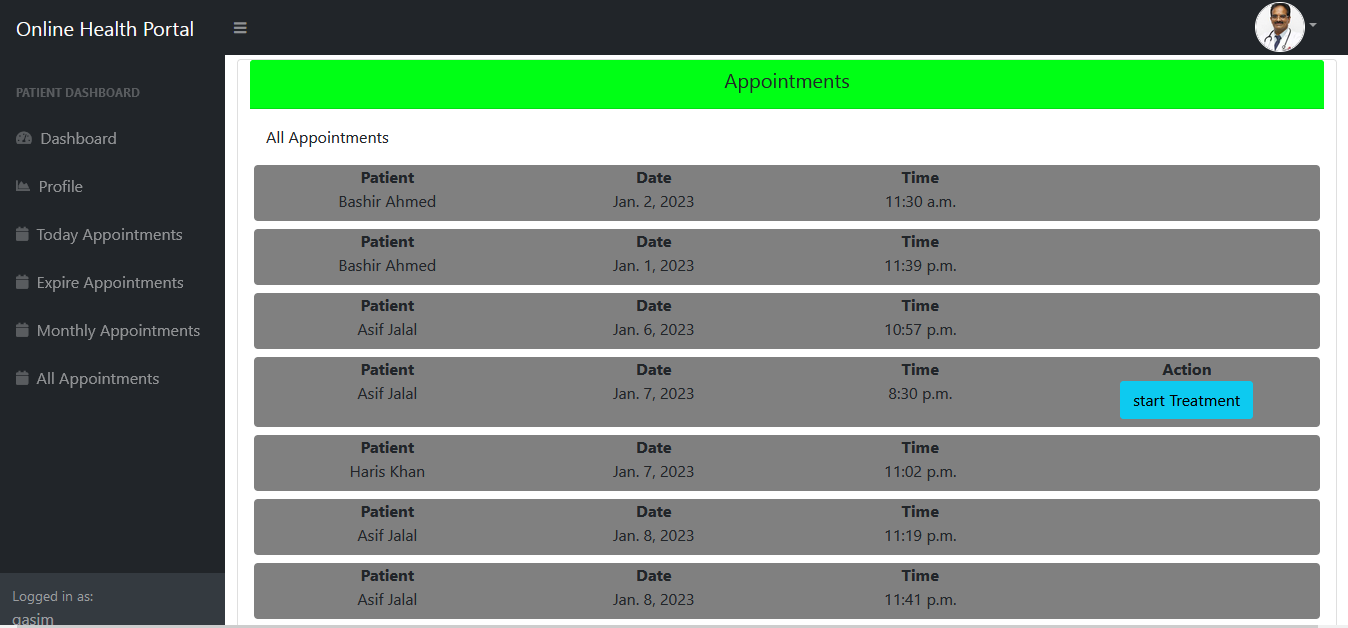 Online Health Portal
PATIENT DASHBOARD
Dashboard
Profile
Today Appointments
Expire Appointments
Monthly Appointments
All Appointments
Logged in as:
qasim
Appointments
All Appointments
Patient Date Time
Bashir Ahmed Jan. 2, 2023 11:30 a.m.
Patient Date Time
Bashir Ahmed Jan. 1, 2023 11:39 p.m.
Patient Date Time
Asif Jalal Jan. 6, 2023 10:57 p.m.
Patient Date Time Action
Asif Jalal Jan. 7, 2023 8:30 p.m. start Treatment
Patient Date Time
Haris Khan Jan. 7, 2023 11:02 p.m.
Patient Date Time
Asif Jalal Jan. 8, 2023 11:19 p.m.
Patient Date Time
Asif Jalal Jan. 8, 2023 11:41 p.m.